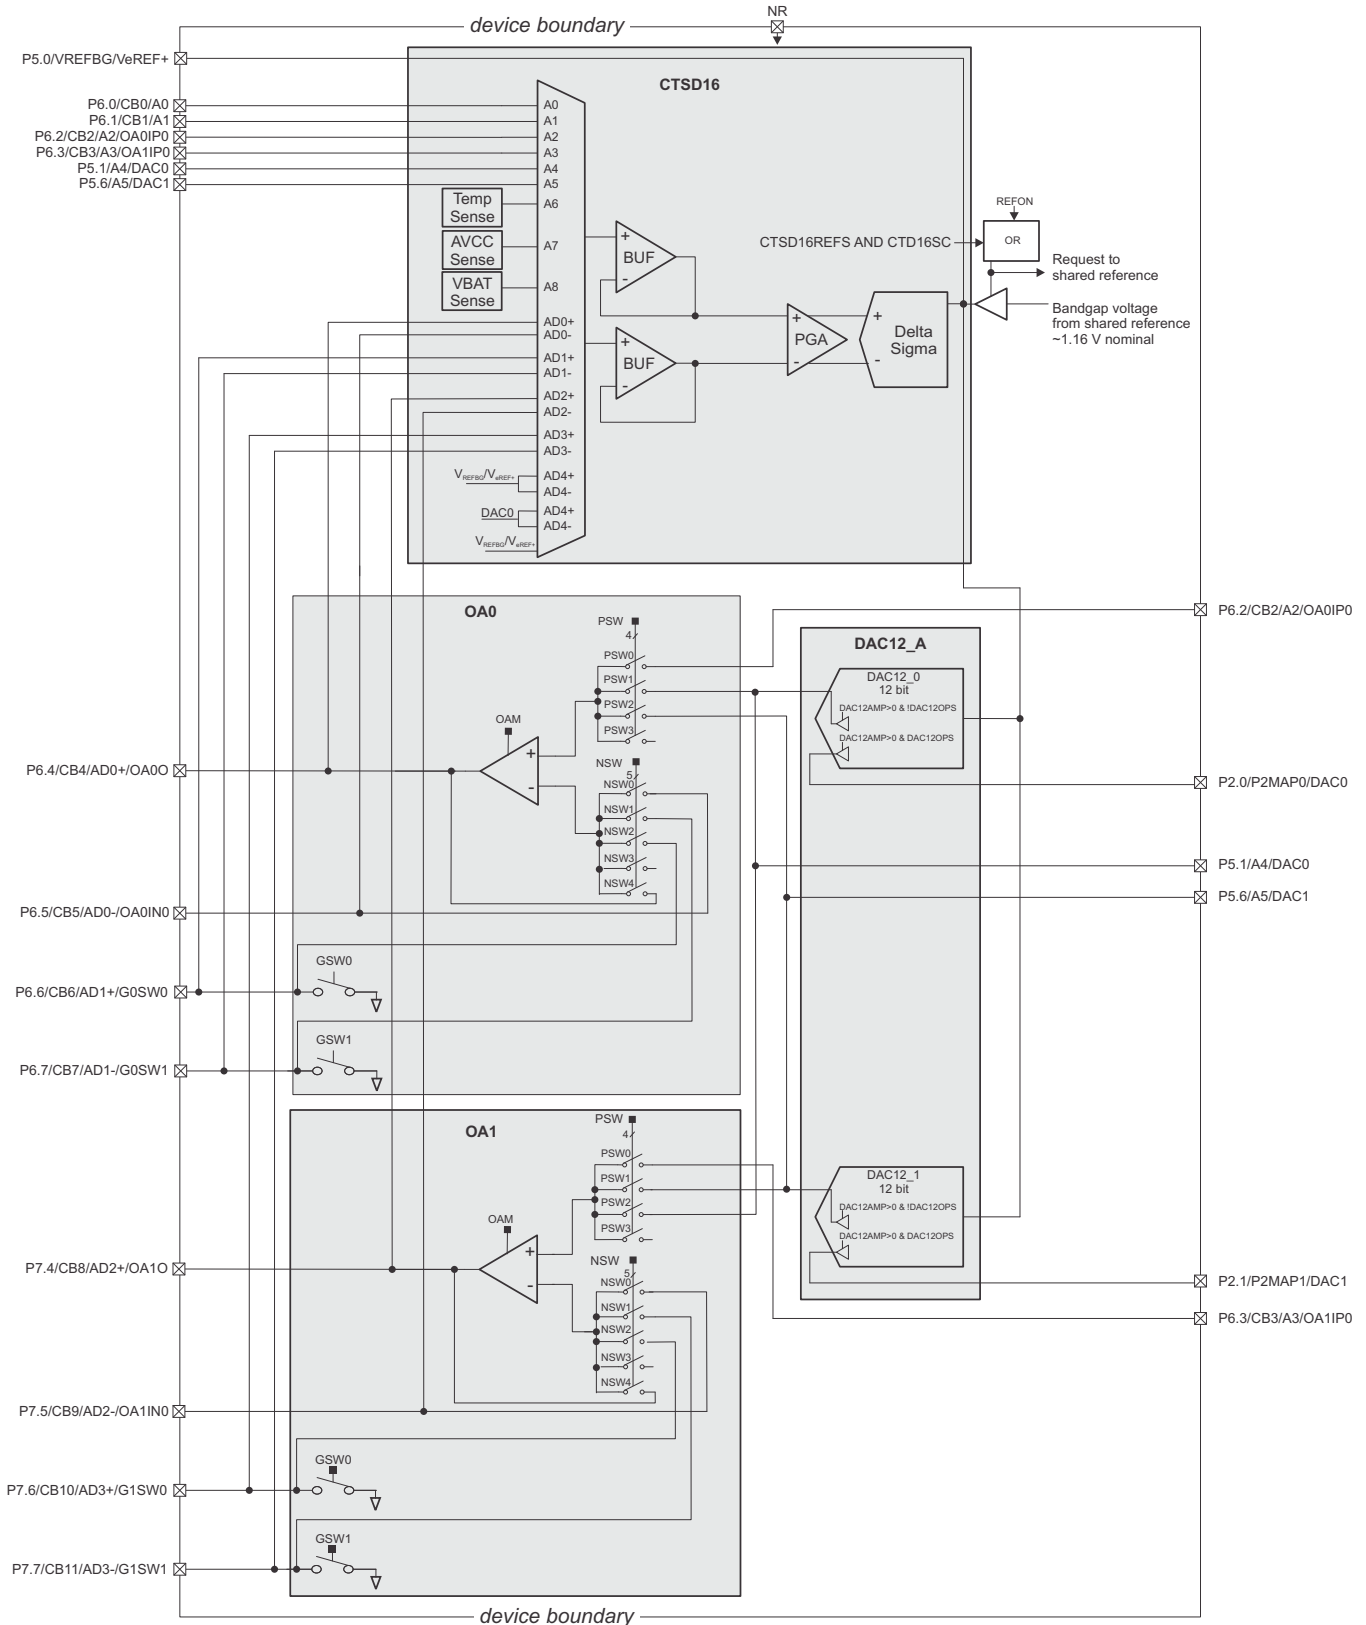 device boundary
NR
P5.0/VREFBG/VeREF+
CTSD16
P6.0/CB0/A0
A0
P6.1/CB1/A1
A1
P6.2/CB2/A2/OA0IP0
A2
P6.3/CB3/A3/OA1IP0
A3
P5.1/A4/DAC0
A4
P5.6/A5/DAC1
A5
Temp
Sense
A6
AVCC
Sense
A7
VBAT
Sense
A8
+
BUF
-
+
BUF
-
+
PGA
-
+
Delta
Sigma
-
REFON
OR
CTSD16REFS AND CTD16SC
Request to
shared reference
Bandgap voltage
from shared reference
~1.16 V nominal
AD0+
AD0-
AD1+
AD1-
AD2+
AD2-
AD3+
AD3-
VREFBG/VeREF+
AD4+
AD4-
DAC0
AD4+
AD4-
VREFBG/VeREF+
OA0
PSW
4
PSW0
PSW1
PSW2
PSW3
OAM
+
-
NSW
5
NSW0
NSW1
NSW2
NSW3
NSW4
P6.4/CB4/AD0+/OA0O
P6.5/CB5/AD0-/OA0IN0
GSW0
P6.6/CB6/AD1+/G0SW0
GSW1
P6.7/CB7/AD1-/G0SW1
P6.2/CB2/A2/OA0IP0
DAC12_A
DAC12_0
12 bit
DAC12AMP>0 & !DAC12OPS
DAC12AMP>0 & DAC12OPS
P2.0/P2MAP0/DAC0
P5.1/A4/DAC0
P5.6/A5/DAC1
OA1
PSW
4
PSW0
PSW1
PSW2
PSW3
OAM
+
-
NSW
5
NSW0
NSW1
NSW2
NSW3
NSW4
DAC12_1
12 bit
DAC12AMP>0 & !DAC12OPS
DAC12AMP>0 & DAC12OPS
P7.4/CB8/AD2+/OA1O
P2.1/P2MAP1/DAC1
P6.3/CB3/A3/OA1IP0
P7.5/CB9/AD2-/OA1IN0
GSW0
P7.6/CB10/AD3+/G1SW0
GSW1
P7.7/CB11/AD3-/G1SW1
device boundary